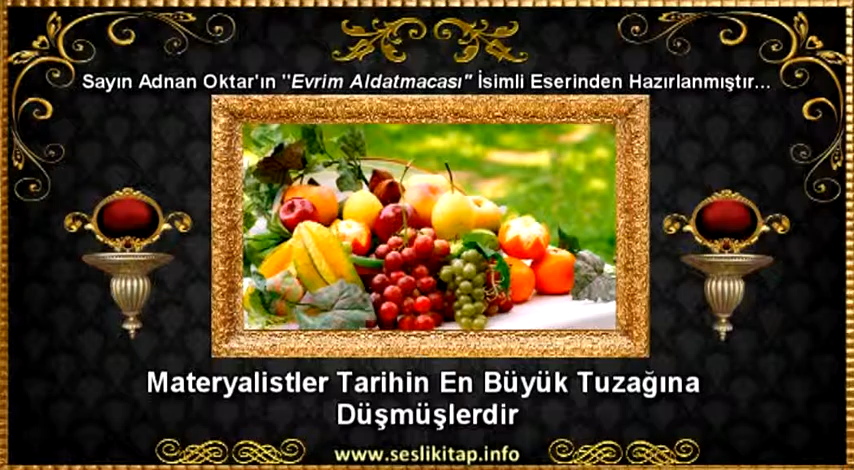 Sayın Adnan Oktar'ın "Evrim Aldatmacası" İsimli Eserinden Hazırlanmıştır...
Materyalistler Tarihin En Büyük Tuzağına
Düşmüşlerdir
www.seslikitap.info